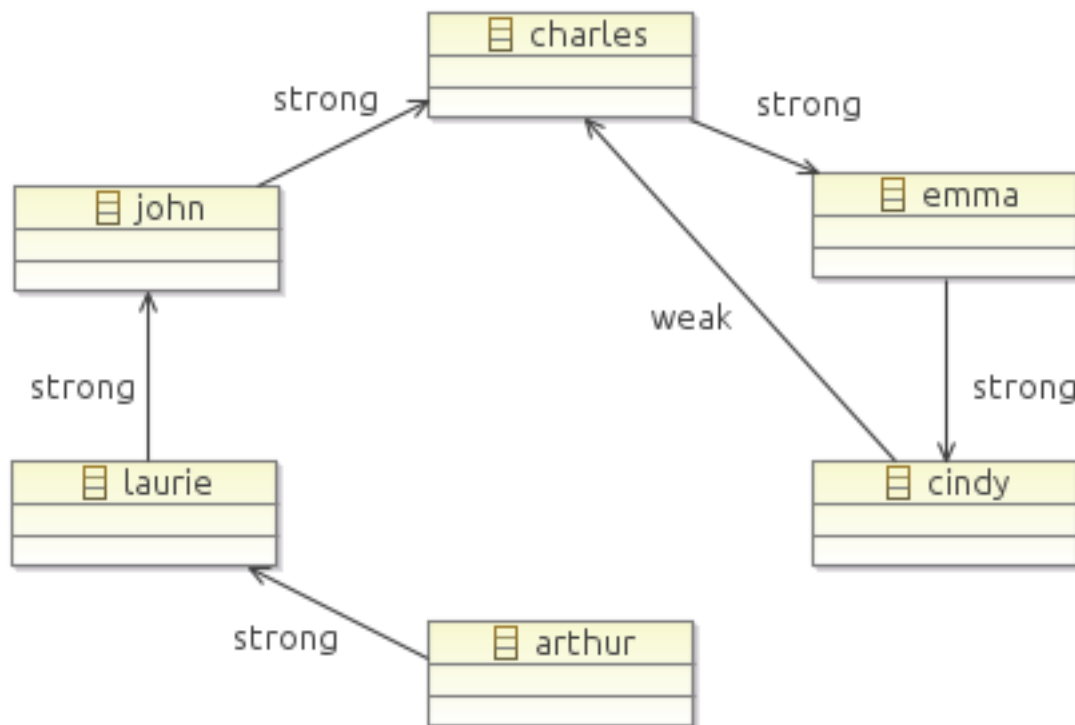 charles
strong
strong
john
emma
weak
strong
strong
laurie
cindy
strong
arthur